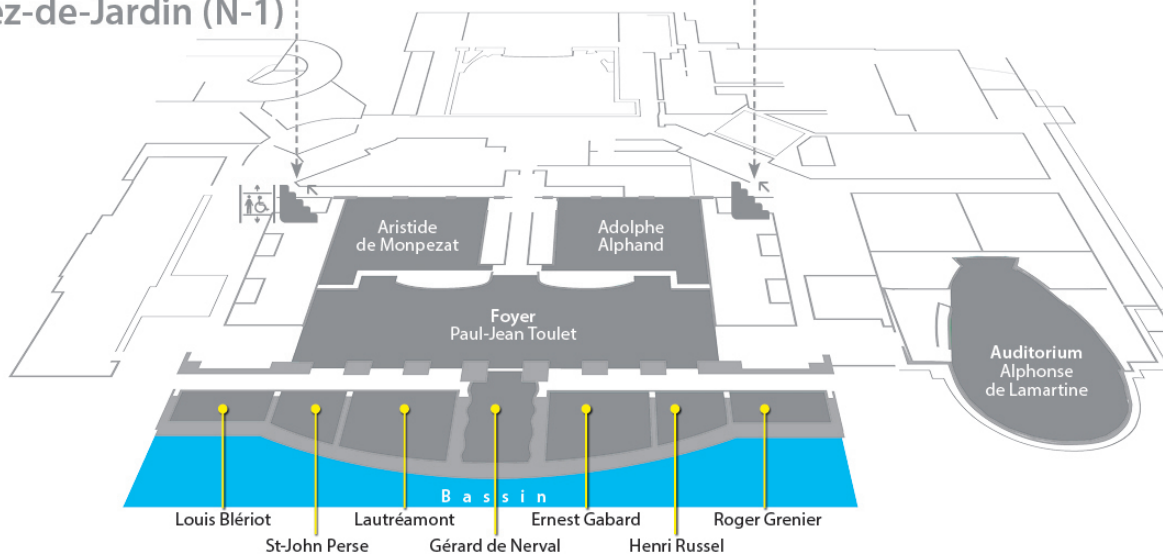 ez-de-Jardin (N-1)
Aristide
de Monpezat
Adolphe
Alphand
Foyer
Paul-Jean Toulet
Auditorium
Alphonse
de Lamartine
Bassin
Louis Blériot
Lautréamont
Ernest Gabard
Roger Grenier
St-John Perse
Gérard de Nerval
Henri Russel